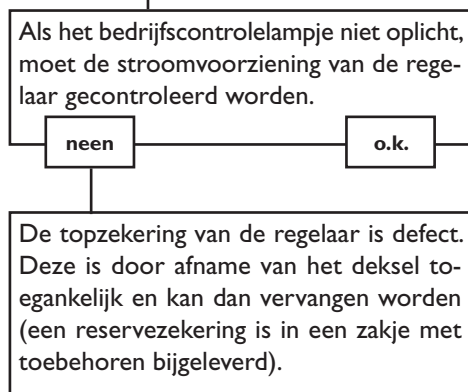 Als het bedrijfscontrolelampje niet oplicht,
moet de stroomvoorziening van de rege-
laar gecontroleerd worden.
neen
o.k.
De topzekering van de regelaar is defect.
Deze is door afname van het deksel to-
egankelijk en kan dan vervangen worden
(een reservezekering is in een zakje met
toebehoren bijgeleverd).